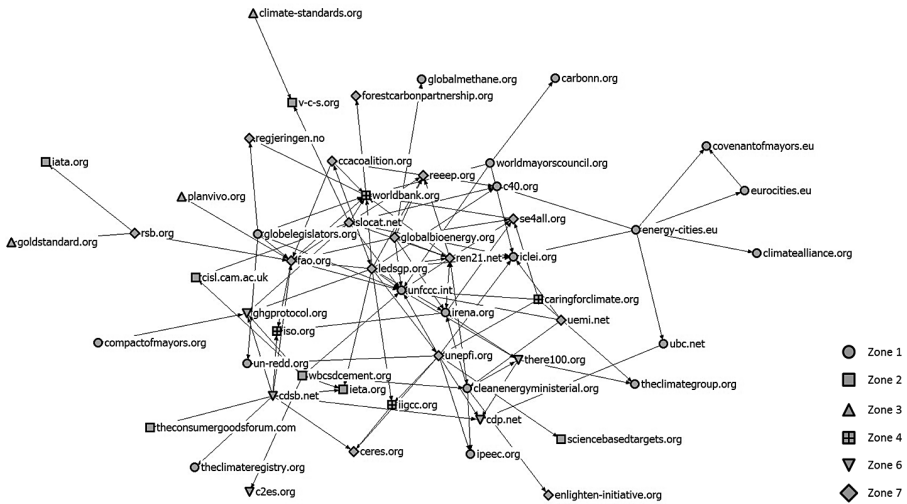 climate-standards.org
globalmethane.org
carbonn.org
forestcarbonpartnership.org
v-c-s.org
regjeringen.no
covenantofmayors.eu
iata.org
ccacoalition.org
worldmayorscouncil.org
reeep.org
c40.org
eurocities.eu
planvivo.org
worldbank.org
slocat.net
se4all.org
energy-cities.eu
rsb.org
globelegislators.org
globalbioenergy.org
goldstandard.org
climatealliance.org
fao.org
ren21.net
iclei.org
ledsgp.org
cisl.cam.ac.uk
unfccc.int
caringforclimate.org
ghgprotocol.org
irena.org
uemi.net
iso.org
compactofmayors.org
ubc.net
Zone 1
un-redd.org
unepfi.org
there100.org
wbcsdcement.org
Zone 2
ieta.org
cleanenergyministerial.org
theclimategroup.org
cdsb.net
iigcc.org
Zone 3
cdp.net
theconsumergoodsforum.com
sciencebasedtargets.org
Zone 4
ceres.org
ipeec.org
theclimateregistry.org
Zone 6
c2es.org
enlighten-initiative.org
Zone 7